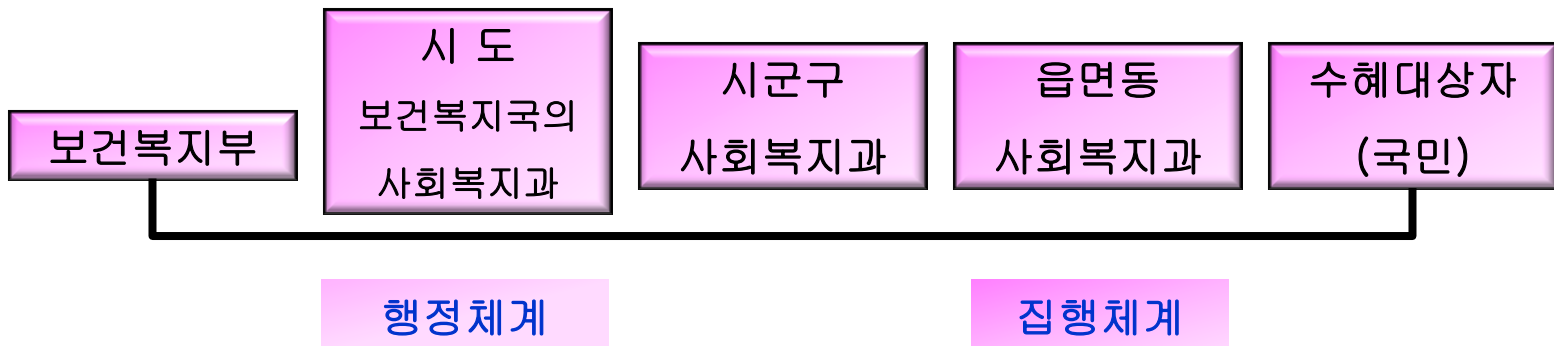 보건복지부
시 도
보건복지국의
사회복지과
시군구
사회복지과
읍면동
사회복지과
수혜대상자
(국민)
행정체계
집행체계